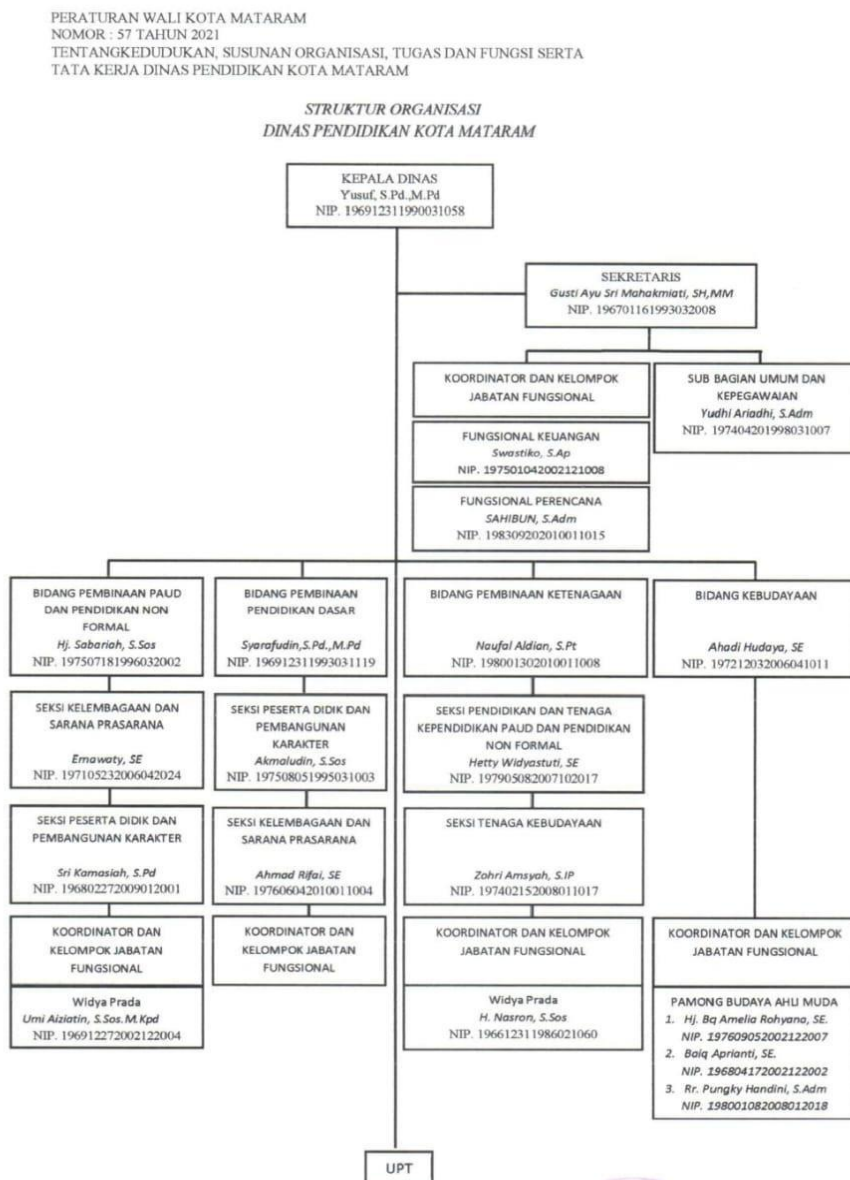 PERATURAN WALI KOTA MATARAM
NOMOR : 57 TAHUN 2021
TENTANGKEDUDUKAN, SUSUNAN ORGANISASI, TUGAS DAN FUNGSI SERTA
TATA KERJA DINAS PENDIDIKAN KOTA MATARAM
STRUKTUR ORGANISASI
DINAS PENDIDIKAN KOTA MATARAM
KEPALA DINAS
Yusuf, S.Pd.,M.Pd
NIP. 196912311990031058
SEKRETARIS
Gusti Ayu Sri Mahakmiati, SH,MM
NIP. 196701161993032008
KOORDINATOR DAN KELOMPOK
JABATAN FUNGSIONAL
SUB BAGIAN UMUM DAN
KEPEGAWAIAN
Yudhi Ariadhi, S.Adm
NIP. 197404201998031007
FUNGSIONAL KEUANGAN
Swastiko, S.Ap
NIP. 197501042002121008
FUNGSIONAL PERENCANA
SAHIBUN, S.Adm
NIP. 198309202010011015
BIDANG PEMBINAAN PAUD
DAN PENDIDIKAN NON
FORMAL
Hj. Sabariah, S.Sos
NIP. 197507181996032002
SEKSI KELEMBAGAAN DAN
SARANA PRASARANA
Ernawaty, SE
NIP. 197105232006042024
SEKSI PESERTA DIDIK DAN
PEMBANGUNAN KARAKTER
Sri Kamasiah, S.Pd
NIP. 196802272009012001
KOORDINATOR DAN
KELOMPOK JABATAN
FUNGSIONAL
Widya Prada
Umi Aiziatin, S.Sos.M.Kpd
NIP. 196912272002122004
BIDANG PEMBINAAN
PENDIDIKAN DASAR
Syarafudin,S.Pd.,M.Pd
NIP. 196912311993031119
SEKSI PESERTA DIDIK DAN
PEMBANGUNAN
KARAKTER
Akmaludin, S.Sos
NIP. 197508051995031003
SEKSI KELEMBAGAAN DAN
SARANA PRASARANA
Ahmad Rifai, SE
NIP. 197606042010011004
KOORDINATOR DAN
KELOMPOK JABATAN
FUNGSIONAL
BIDANG PEMBINAAN KETENAGAAN
Naufal Aldian, S.Pt
NIP. 198001302010011008
SEKSI PENDIDIKAN DAN TENAGA
KEPENDIDIKAN PAUD DAN PENDIDIKAN
NON FORMAL
Hetty Widyastuti, SE
NIP. 197905082007102017
SEKSI TENAGA KEBUDAYAAN
Zohri Amsyah, S.IP
NIP. 197402152008011017
KOORDINATOR DAN KELOMPOK
JABATAN FUNGSIONAL
Widya Prada
H. Nasron, S.Sos
NIP. 196612311986021060
BIDANG KEBUDAYAAN
Ahadi Hudaya, SE
NIP. 197212032006041011
KOORDINATOR DAN KELOMPOK
JABATAN FUNGSIONAL
PAMONG BUDAYA AHLI MUDA
1. Hj. Bq Amelia Rohyana, SE.
NIP. 197609052002122007
2. Baiq Aprianti, SE.
NIP. 196804172002122002
3. Rr. Pungky Handini, S.Adm
NIP. 198001082008012018
UPT